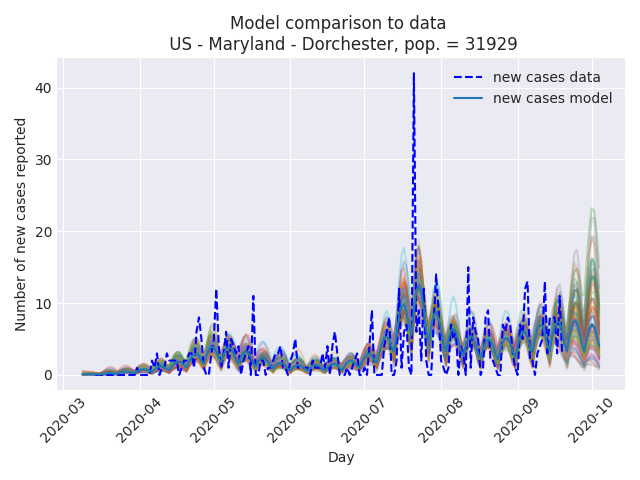 Model comparison to data
US - Maryland - Dorchester, pop. = 31929
new cases data
new cases model
Number of new cases reported
40
30
20
10
0
2020-03
2020-04
2020-05
2020-06
2020-07
2020-08
2020-09
2020-10
Day